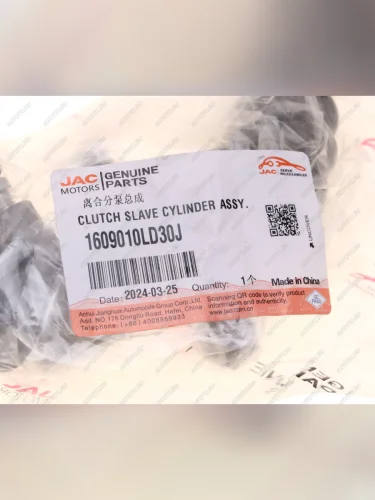 JAC MOTORS GENUINE PARTS
JAC
离合分泵总成
CLUTCH SLAVE CYLINDER ASSY.
1609010LD30J
UNCOVER
Date: 2024-03-25 Quantity: 1个 Made in China
Anhui Jianghuai Automobile Group Corp.,Ltd.
Add. NO.176 Dongliu Road, Hefei, China
Scanning QR code to verify product
information and authenticity.
JAC